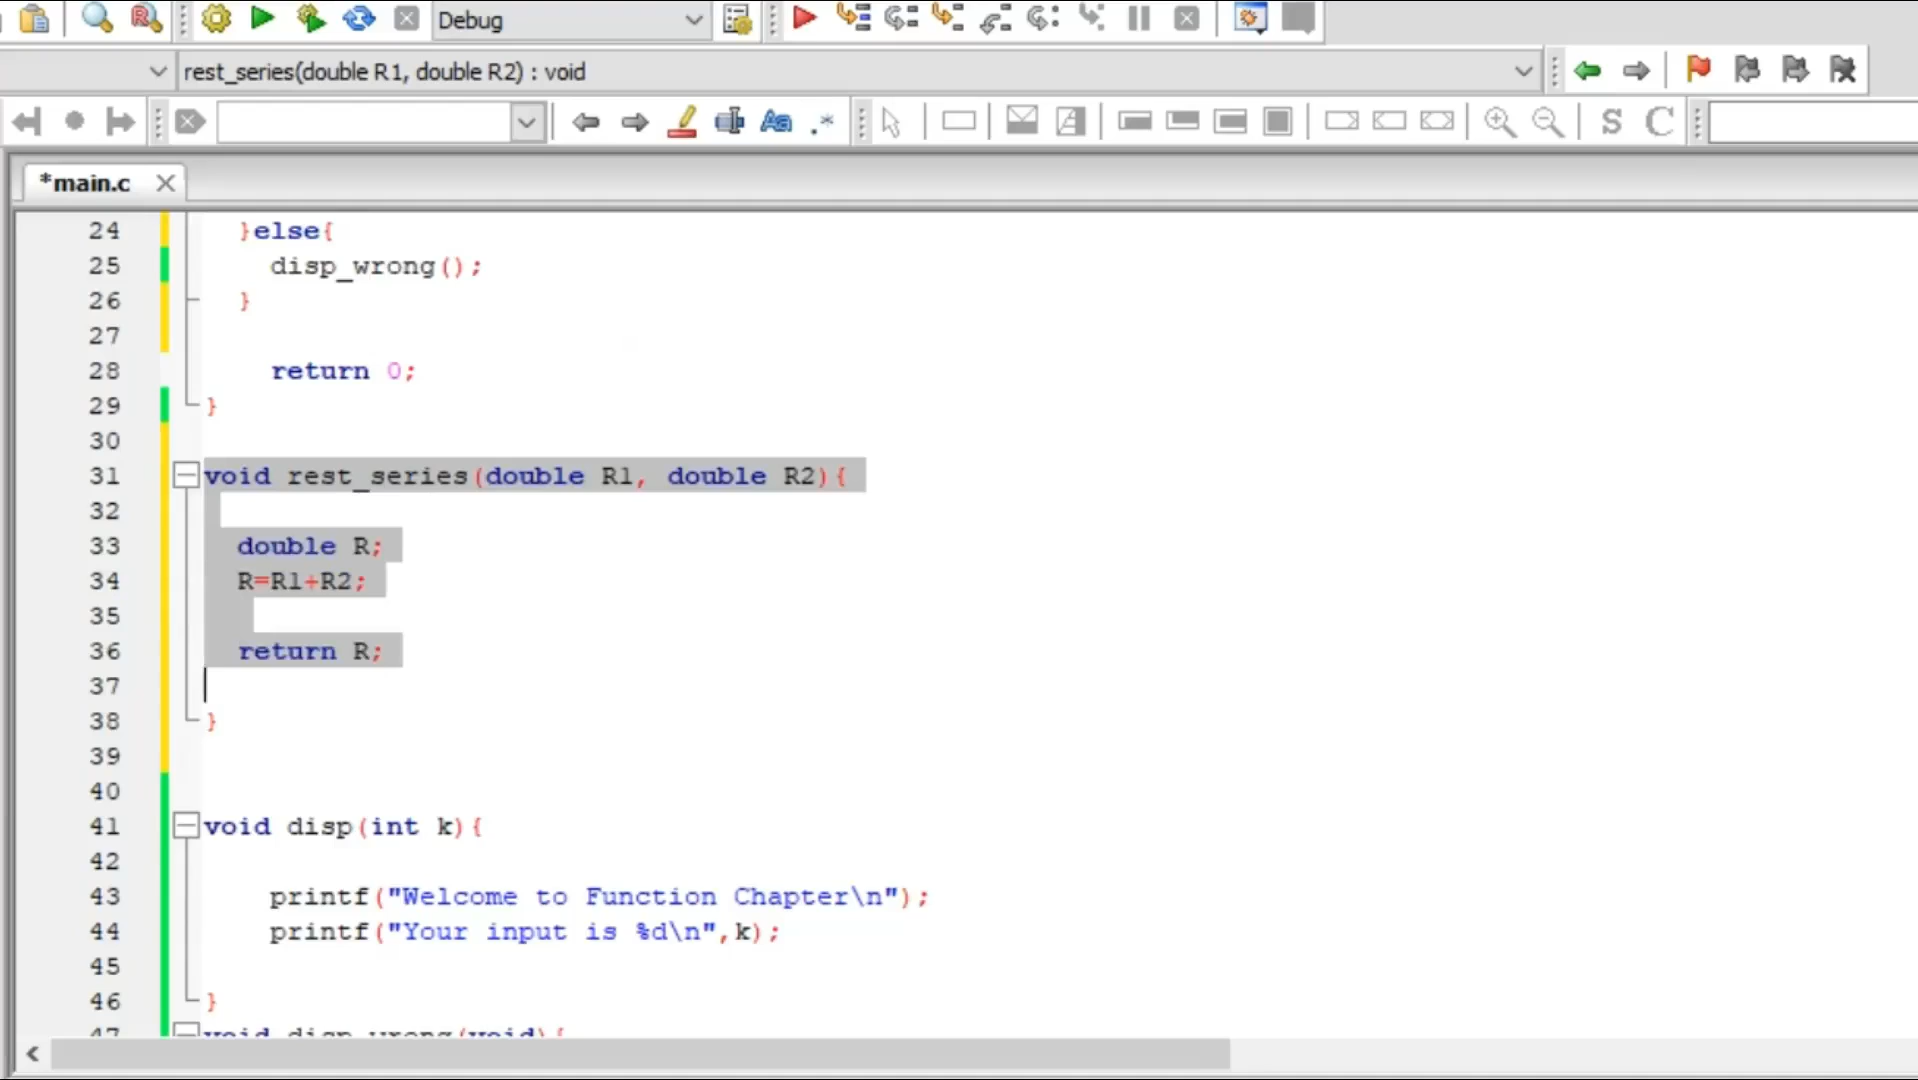 Debug
rest_series(double R1, double R2) : void
Aa .*
S C
*main.c
24 }else{
25 disp_wrong();
26 }
27
28 return 0;
29 }
30
31 void rest_series(double R1, double R2){
32
33 double R;
34 R=R1+R2;
35
36 return R;
37
38 }
39
40
41 void disp(int k){
42
43 printf("Welcome to Function Chapter\n");
44 printf("Your input is %d\n",k);
45
46 }
47 void disp_wrong(void){